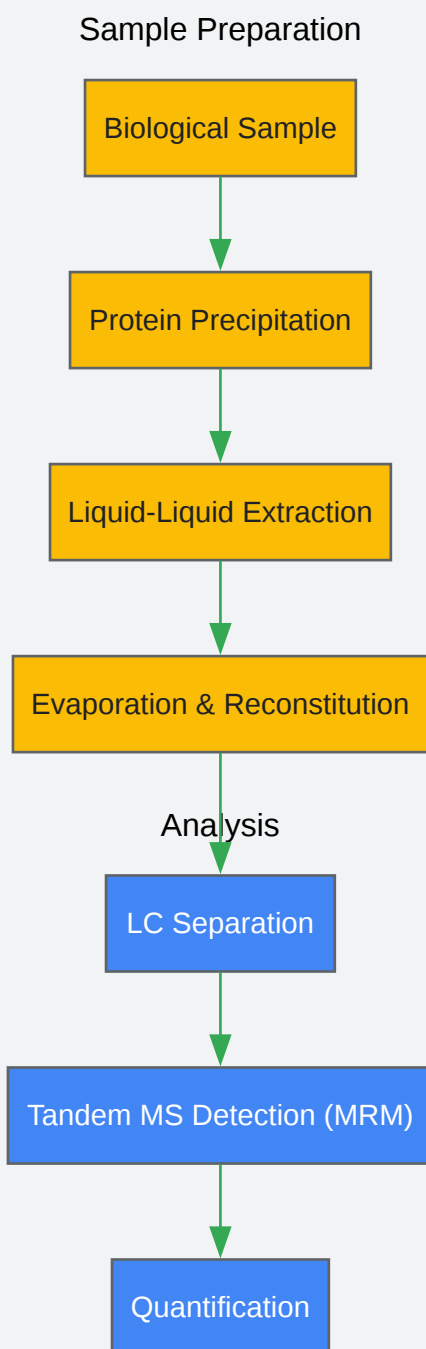 Sample Preparation
Biological Sample
Protein Precipitation
Liquid-Liquid Extraction
Evaporation & Reconstitution
Analysis
LC Separation
Tandem MS Detection (MRM)
Quantification